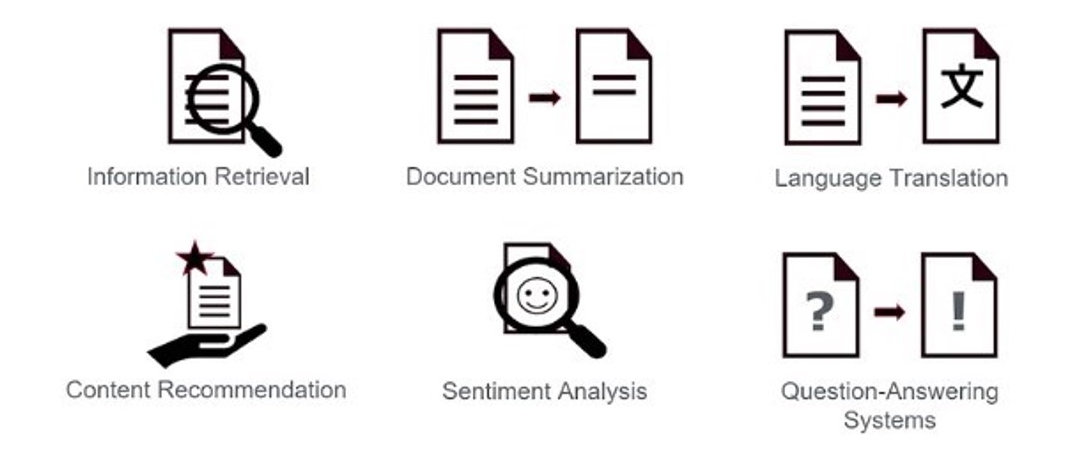 文
Information Retrieval
Document Summarization
Language Translation
?
!
Content Recommendation
Sentiment Analysis
Question-Answering
Systems